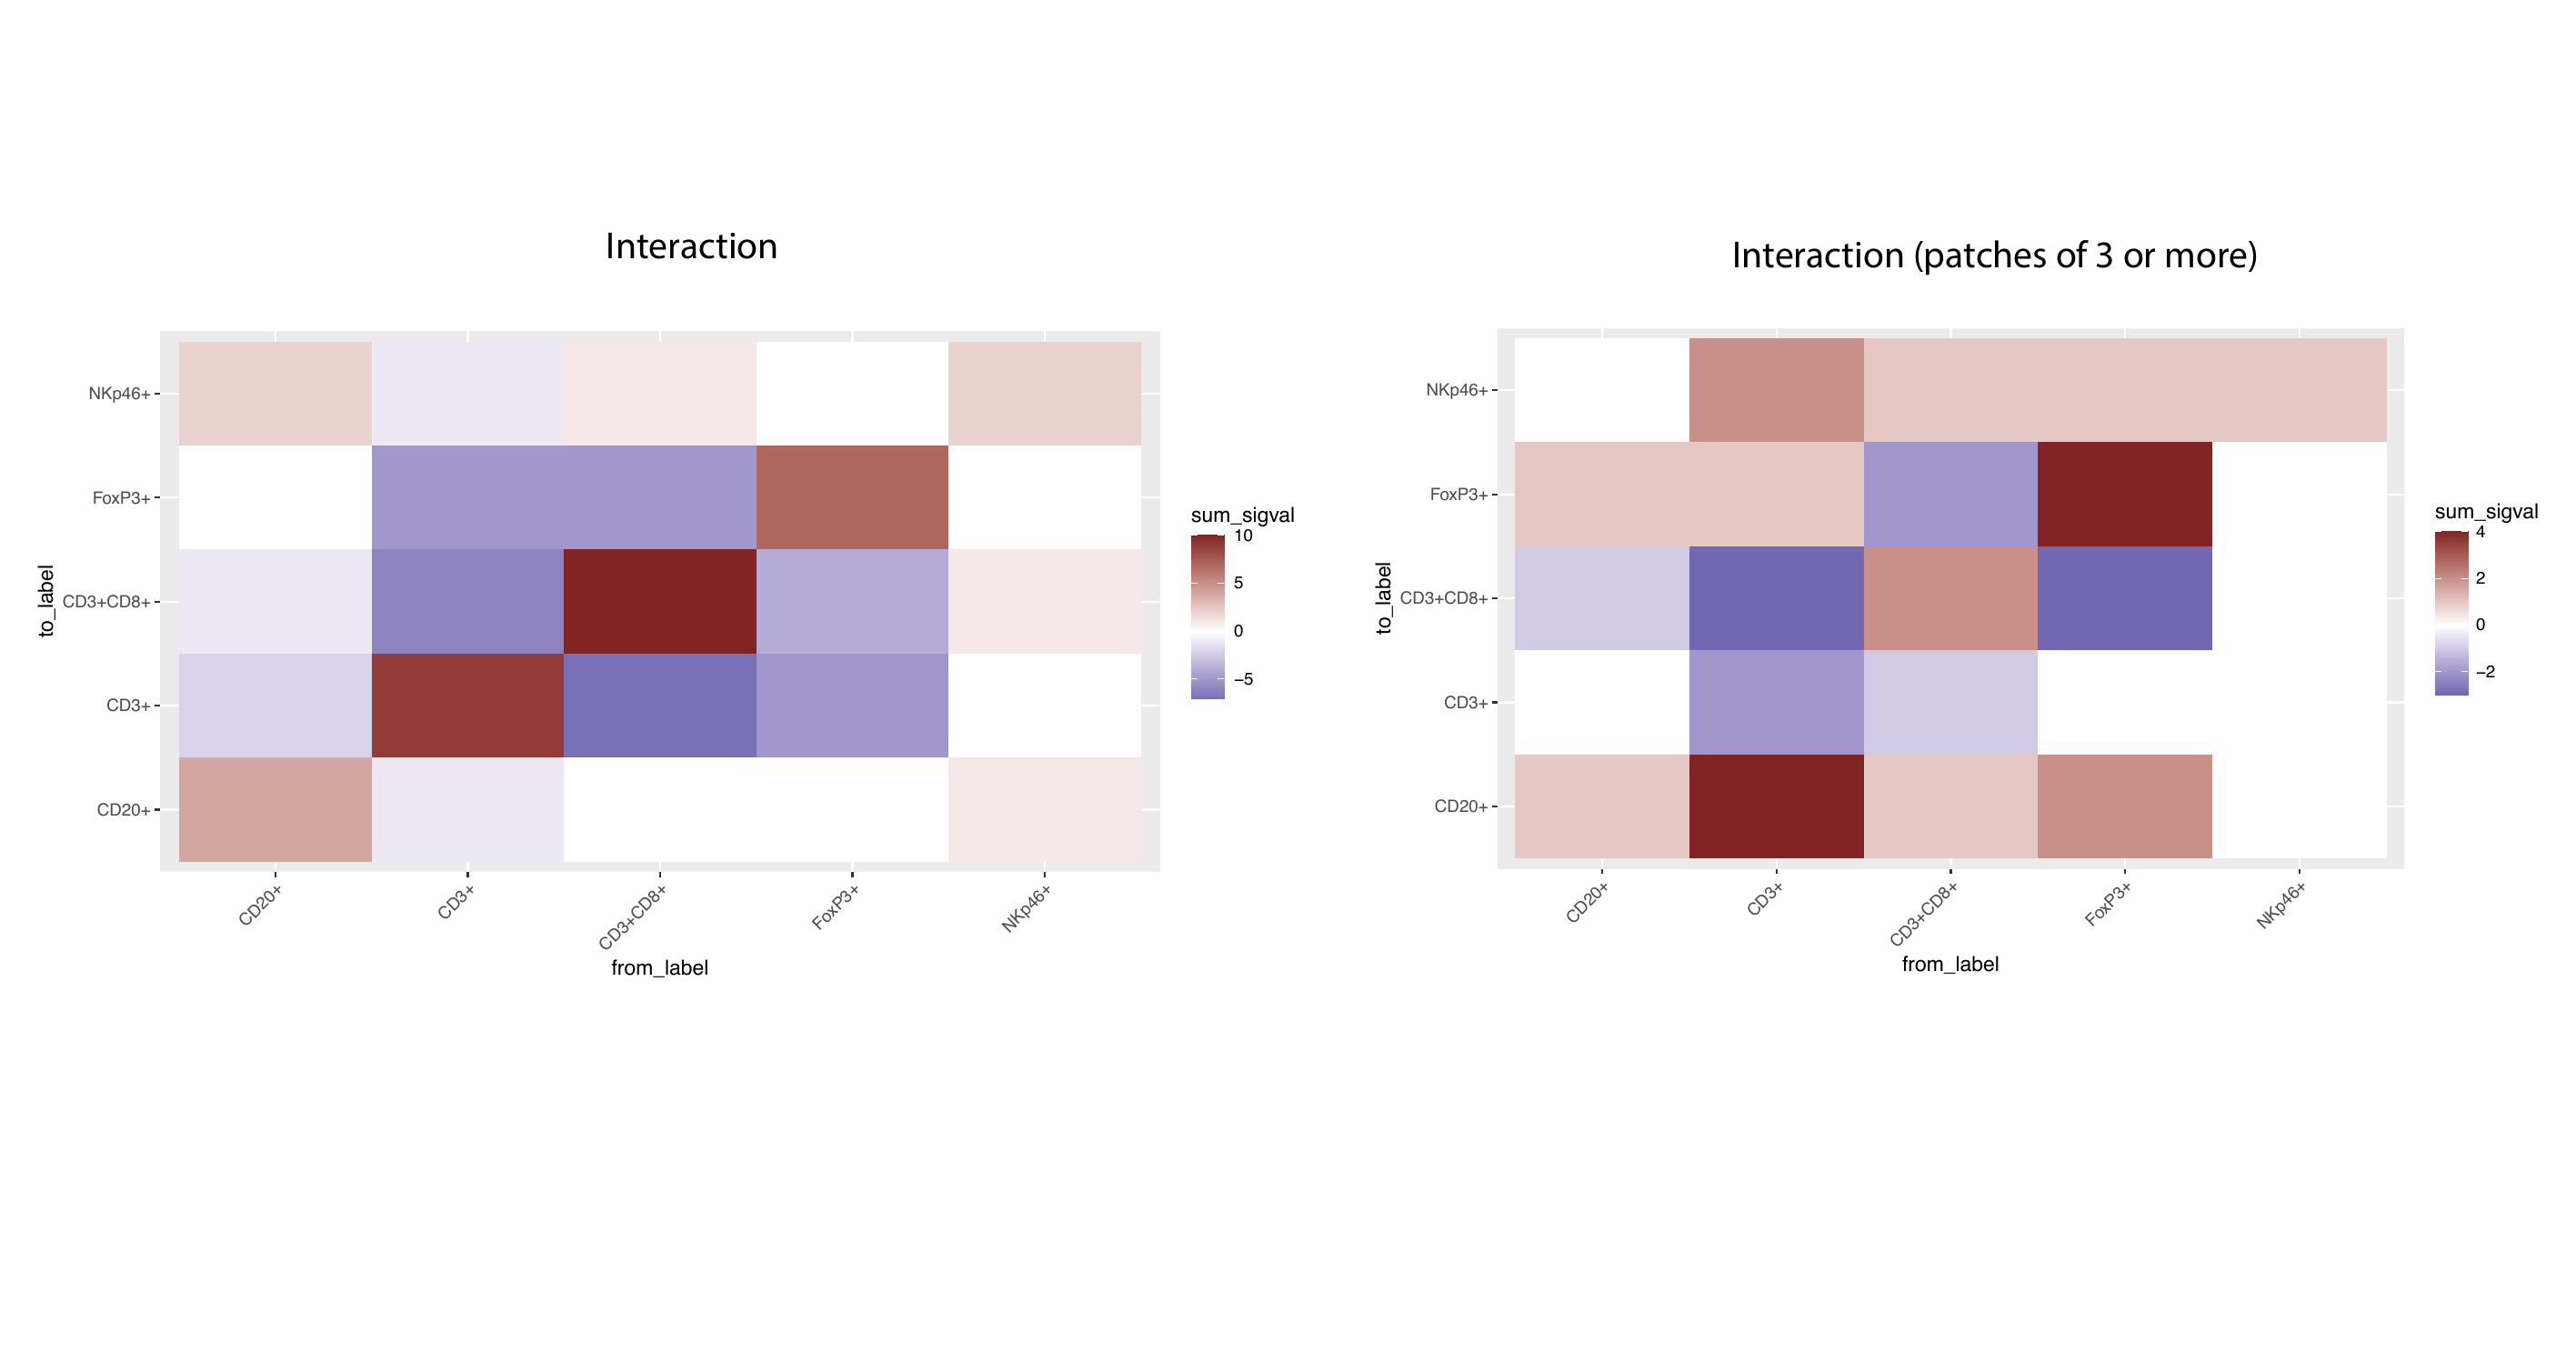 Interaction
NKp46+
FoxP3+
CD3+CD8+
CD3+
CD20+
to_label
CD20+
CD3+
CD3+CD8+
FoxP3+
NKp46+
from_label
sum_sigval
10
5
0
−5
Interaction (patches of 3 or more)
NKp46+
FoxP3+
CD3+CD8+
CD3+
CD20+
to_label
CD20+
CD3+
CD3+CD8+
FoxP3+
NKp46+
from_label
sum_sigval
4
2
0
−2